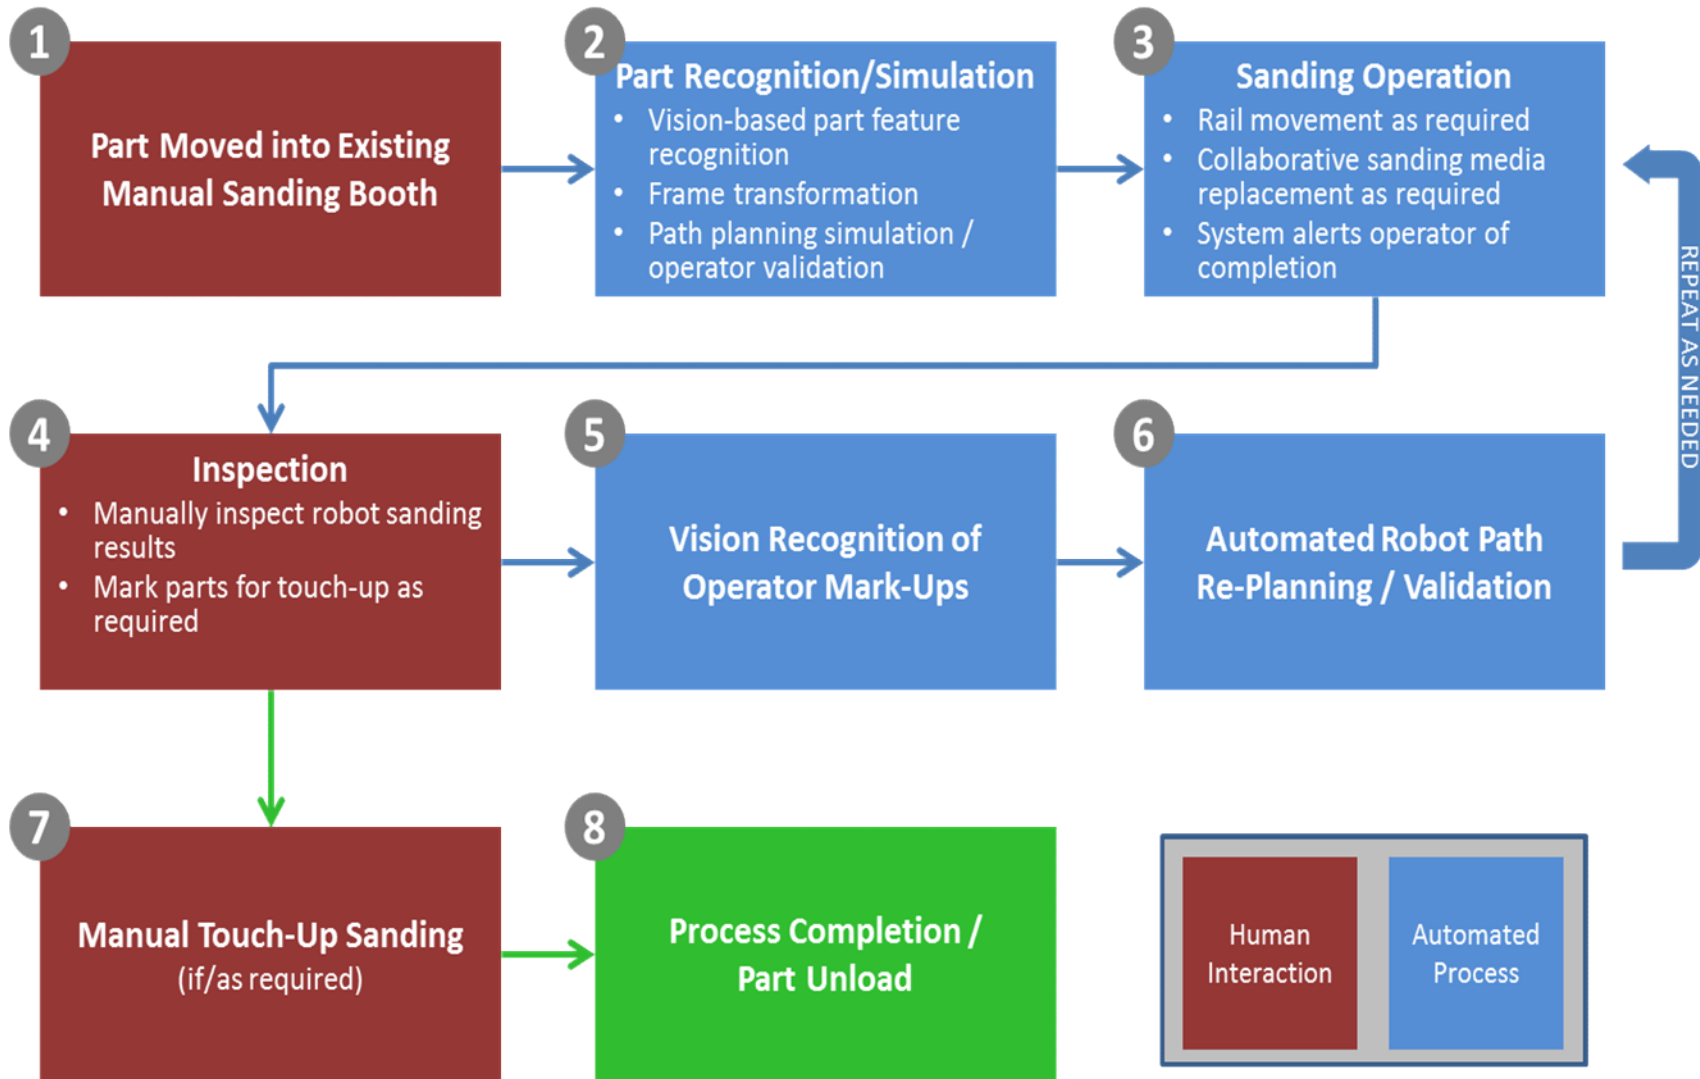 1
Part Moved into Existing
Manual Sanding Booth
2
Part Recognition/Simulation
• Vision-based part feature
recognition
• Frame transformation
• Path planning simulation /
operator validation
3
Sanding Operation
• Rail movement as required
• Collaborative sanding media
replacement as required
• System alerts operator of
completion
REPEAT AS NEEDED
4
Inspection
• Manually inspect robot sanding
results
• Mark parts for touch-up as
required
5
Vision Recognition of
Operator Mark-Ups
6
Automated Robot Path
Re-Planning / Validation
7
Manual Touch-Up Sanding
(if/as required)
8
Process Completion /
Part Unload
Human
Interaction
Automated
Process